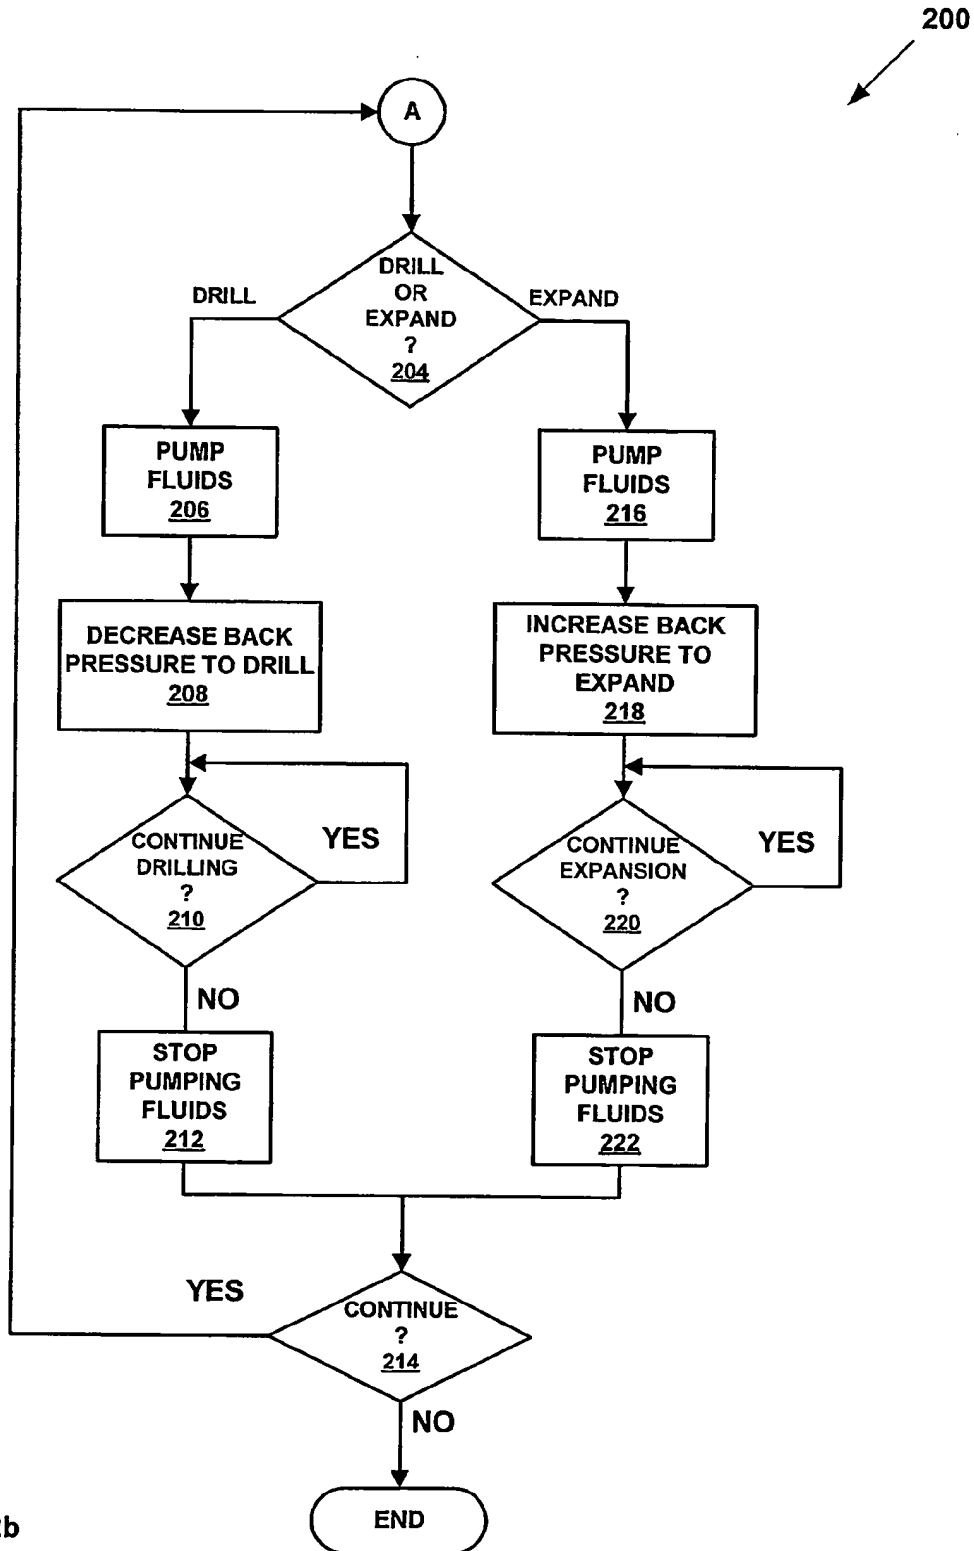 200
A
DRILL
OR
EXPAND
?
204
DRILL
EXPAND
PUMP
FLUIDS
206
PUMP
FLUIDS
216
DECREASE BACK
PRESSURE TO DRILL
208
INCREASE BACK
PRESSURE TO
EXPAND
218
CONTINUE
DRILLING
?
210
YES
CONTINUE
EXPANSION
?
220
YES
NO
NO
STOP
PUMPING
FLUIDS
212
STOP
PUMPING
FLUIDS
222
YES
CONTINUE
?
214
NO
END